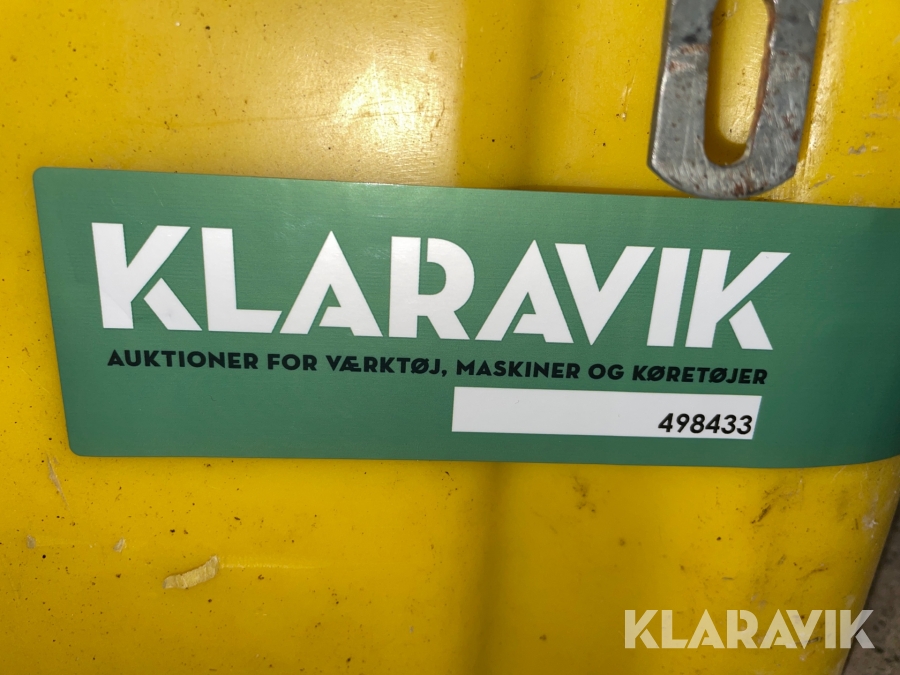 KLARAVIK
AUKTIONER FOR VÆRKTØJ, MASKINER OG KØRETØJER
498433
KLARAVIK